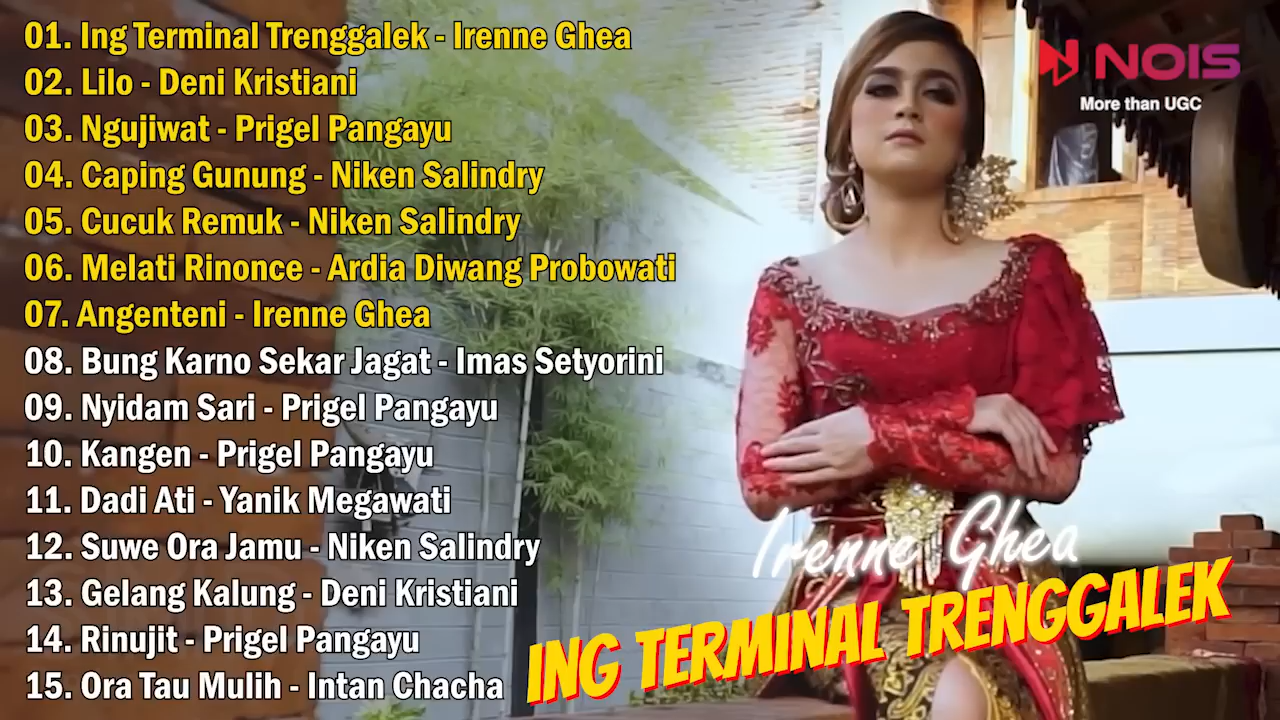 01. Ing Terminal Trenggalek - Irenne Ghea
02. Lilo - Deni Kristiani
03. Ngujiwat - Prigel Pangayu
04. Caping Gunung - Niken Salindry
05. Cucuk Remuk - Niken Salindry
06. Melati Rinonce - Ardia Diwang Probowati
07. Angenteni - Irenne Ghea
08. Bung Karno Sekar Jagat - Imas Setyorini
09. Nyidam Sari - Prigel Pangayu
10. Kangen - Prigel Pangayu
11. Dadi Ati - Yanik Megawati
12. Suwe Ora Jamu - Niken Salindry
13. Gelang Kalung - Deni Kristiani
14. Rinujit - Prigel Pangayu
15. Ora Tau Mulih - Intan Chacha
NOIS
More than UGC
Irenne Ghea
ING TERMINAL TRENGGALEK